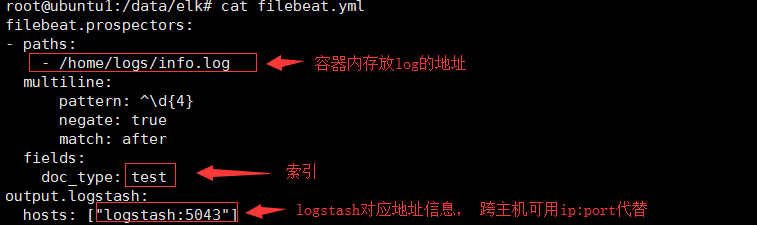 root@ubuntu1:/data/elk# cat filebeat.yml
filebeat.prospectors:
- paths:
    - /home/logs/info.log 容器内存放log的地址
  multiline:
      pattern: ^\d{4}
      negate: true
      match: after
  fields:
    doc_type: test 索引
output.logstash:
  hosts: ["logstash:5043"] logstash对应地址信息， 跨主机可用ip:port代替